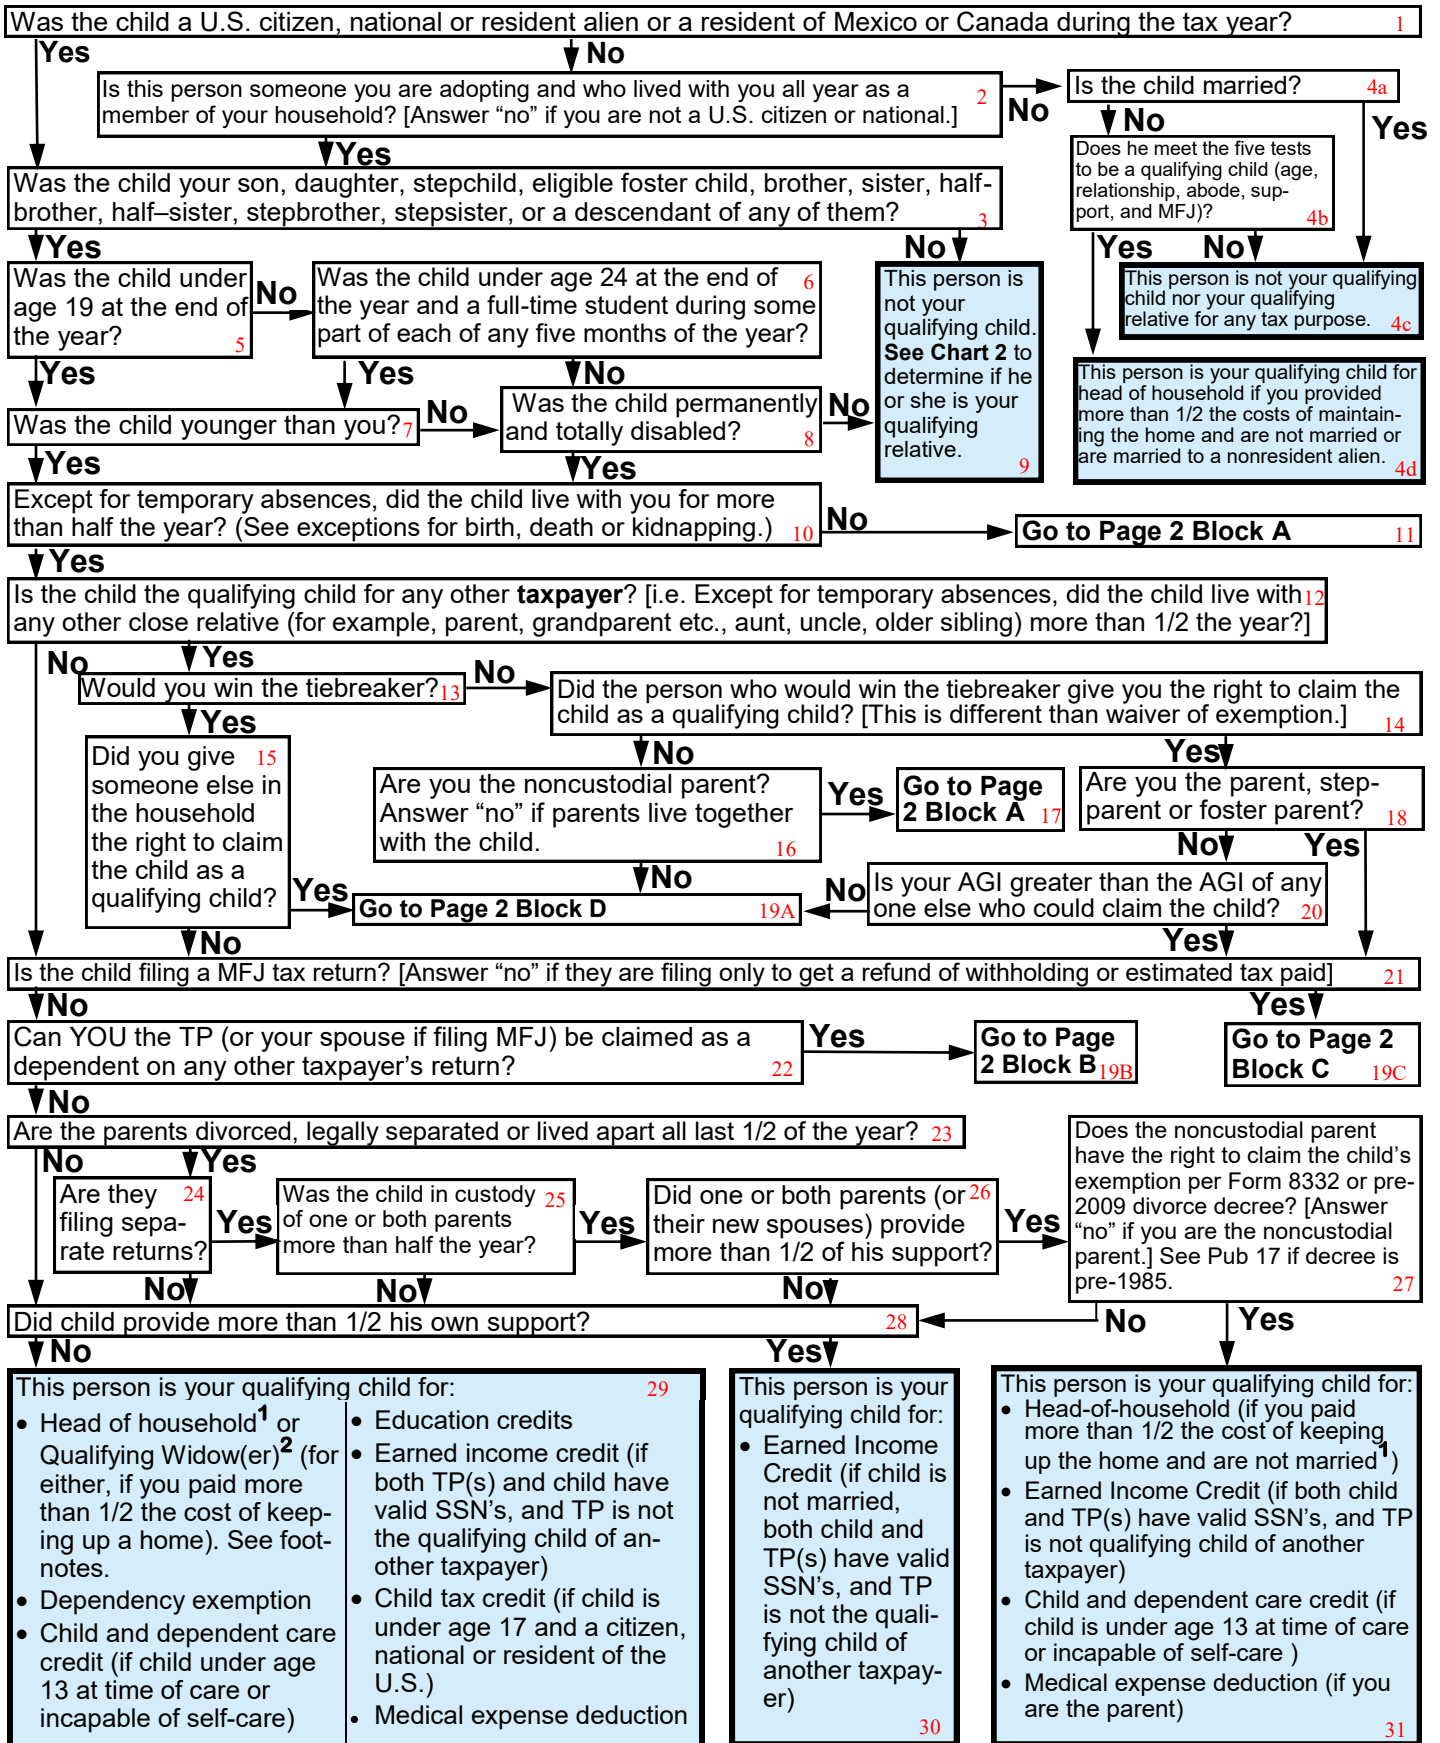 Was the child a U.S. citizen, national or resident alien or a resident of Mexico or Canada during the tax year? 1
Yes
No
Is this person someone you are adopting and who lived with you all year as a
member of your household? [Answer “no” if you are not a U.S. citizen or national.] 2
No
Is the child married? 4a
No
Yes
Yes
Does he meet the five tests
to be a qualifying child (age,
relationship, abode, sup-
port, and MFJ)? 4b
Was the child your son, daughter, stepchild, eligible foster child, brother, sister, half-
brother, half–sister, stepbrother, stepsister, or a descendant of any of them? 3
Yes
No
Yes
No
Was the child under
age 19 at the end of
the year? 5
No
Was the child under age 24 at the end of 6
the year and a full-time student during some
part of each of any five months of the year?
This person is
not your
qualifying child.
See Chart 2 to
determine if he
or she is your
qualifying
relative.
9
This person is not your qualifying
child nor your qualifying
relative for any tax purpose. 4c
Yes
Yes
No
This person is your qualifying child for
head of household if you provided
more than 1/2 the costs of maintain-
ing the home and are not married or
are married to a nonresident alien. 4d
Was the child younger than you? 7
No
Was the child permanently
and totally disabled? 8
No
Yes
Yes
Except for temporary absences, did the child live with you for more
than half the year? (See exceptions for birth, death or kidnapping.) 10
No
Go to Page 2 Block A 11
Yes
Is the child the qualifying child for any other taxpayer? [i.e. Except for temporary absences, did the child live with 12
any other close relative (for example, parent, grandparent etc., aunt, uncle, older sibling) more than 1/2 the year?]
No
Yes
Would you win the tiebreaker? 13
No
Did the person who would win the tiebreaker give you the right to claim the
child as a qualifying child? [This is different than waiver of exemption.] 14
Yes
No
Yes
Did you give 15
someone else in
the household
the right to claim
the child as a
qualifying child?
Are you the noncustodial parent?
Answer “no” if parents live together
with the child. 16
Yes
Go to Page
2 Block A 17
Are you the parent, step-
parent or foster parent? 18
No
Yes
No
Yes
Go to Page 2 Block D 19A
No
Is your AGI greater than the AGI of any
one else who could claim the child? 20
No
Yes
Is the child filing a MFJ tax return? [Answer “no” if they are filing only to get a refund of withholding or estimated tax paid] 21
No
Yes
Can YOU the TP (or your spouse if filing MFJ) be claimed as a
dependent on any other taxpayer’s return? 22
Yes
Go to Page
2 Block B 19B
Go to Page 2
Block C 19C
No
Are the parents divorced, legally separated or lived apart all last 1/2 of the year? 23
No
Yes
Are they 24
filing sepa-
rate returns?
Yes
Was the child in custody 25
of one or both parents
more than half the year?
Yes
Did one or both parents (or 26
their new spouses) provide
more than 1/2 of his support?
Yes
Does the noncustodial parent
have the right to claim the child’s
exemption per Form 8332 or pre-
2009 divorce decree? [Answer
“no” if you are the noncustodial
parent.] See Pub 17 if decree is
pre-1985. 27
No
No
No
Did child provide more than 1/2 his own support? 28
No
Yes
No
Yes
This person is your qualifying child for: 29
• Head of household1 or
Qualifying Widow(er)2 (for
either, if you paid more
than 1/2 the cost of keep-
ing up a home). See foot-
notes.
• Dependency exemption
• Child and dependent care
credit (if child under age
13 at time of care or
incapable of self-care)
• Education credits
• Earned income credit (if
both TP(s) and child have
valid SSN’s, and TP is not
the qualifying child of an-
other taxpayer)
• Child tax credit (if child is
under age 17 and a citizen,
national or resident of the
U.S.)
• Medical expense deduction
This person is your
qualifying child for:
• Earned Income
Credit (if child is
not married,
both child and
TP(s) have valid
SSN’s, and TP
is not the quali-
fying child of
another taxpay-
er)
30
This person is your qualifying child for:
• Head-of-household (if you paid
more than 1/2 the cost of keeping
up the home and are not married1)
• Earned Income Credit (if both child
and TP(s) have valid SSN’s, and TP
is not qualifying child of another
taxpayer)
• Child and dependent care credit (if
child is under age 13 at time of care
or incapable of self-care )
• Medical expense deduction (if you
are the parent)
31